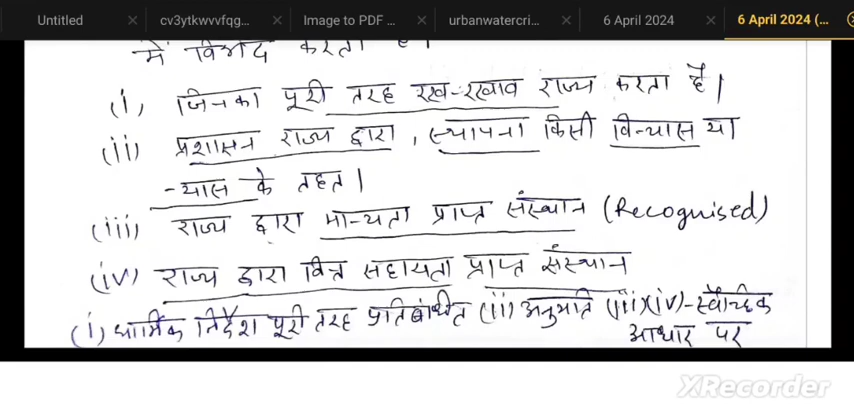 Untitled cv3ytkwvvfqg... Image to PDF ... urbanwatercri... 6 April 2024 6 April 2024 (...
में विभेद करता है।
(i) जिनका पूरी तरह रख-रखाव राज्य करता है।
(ii) प्रशासन राज्य द्वारा, स्थापना किसी विन्यास या
न्यास के तहत।
(iii) राज्य द्वारा मान्यता प्राप्त संस्थान (Recognised)
(iv) राज्य द्वारा वित्त सहायता प्राप्त संस्थान
(i) धार्मिक निर्देश पूरी तरह प्रतिबंधित (ii) अनुमति (iii)(iv)-स्वैच्छिक
आधार पर
XRecorder